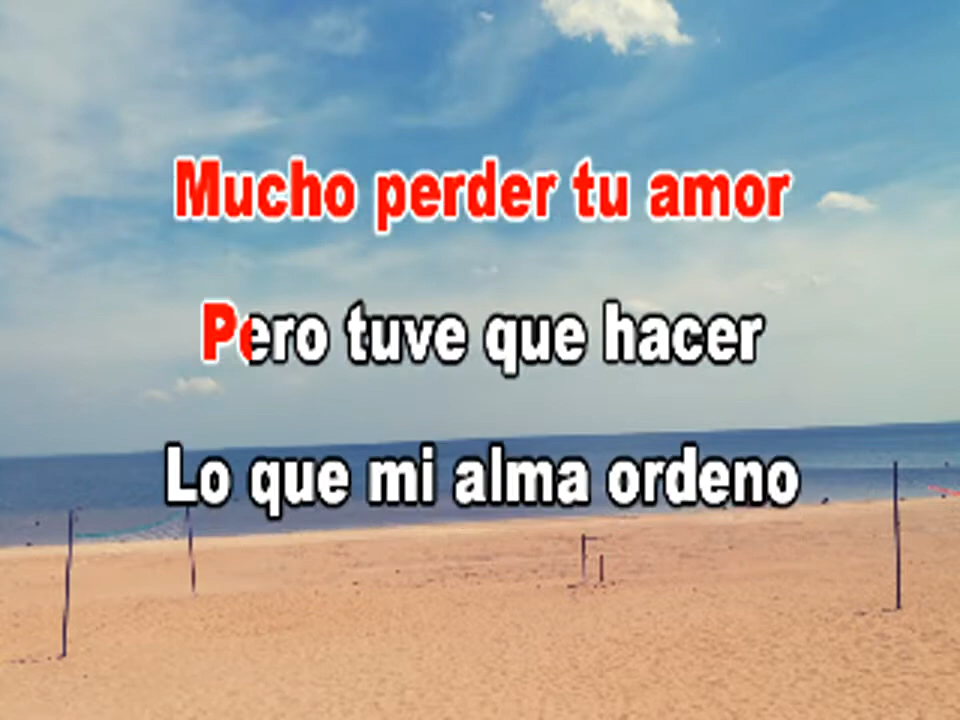 Mucho perder tu amor
Pero tuve que hacer
Lo que mi alma ordeno